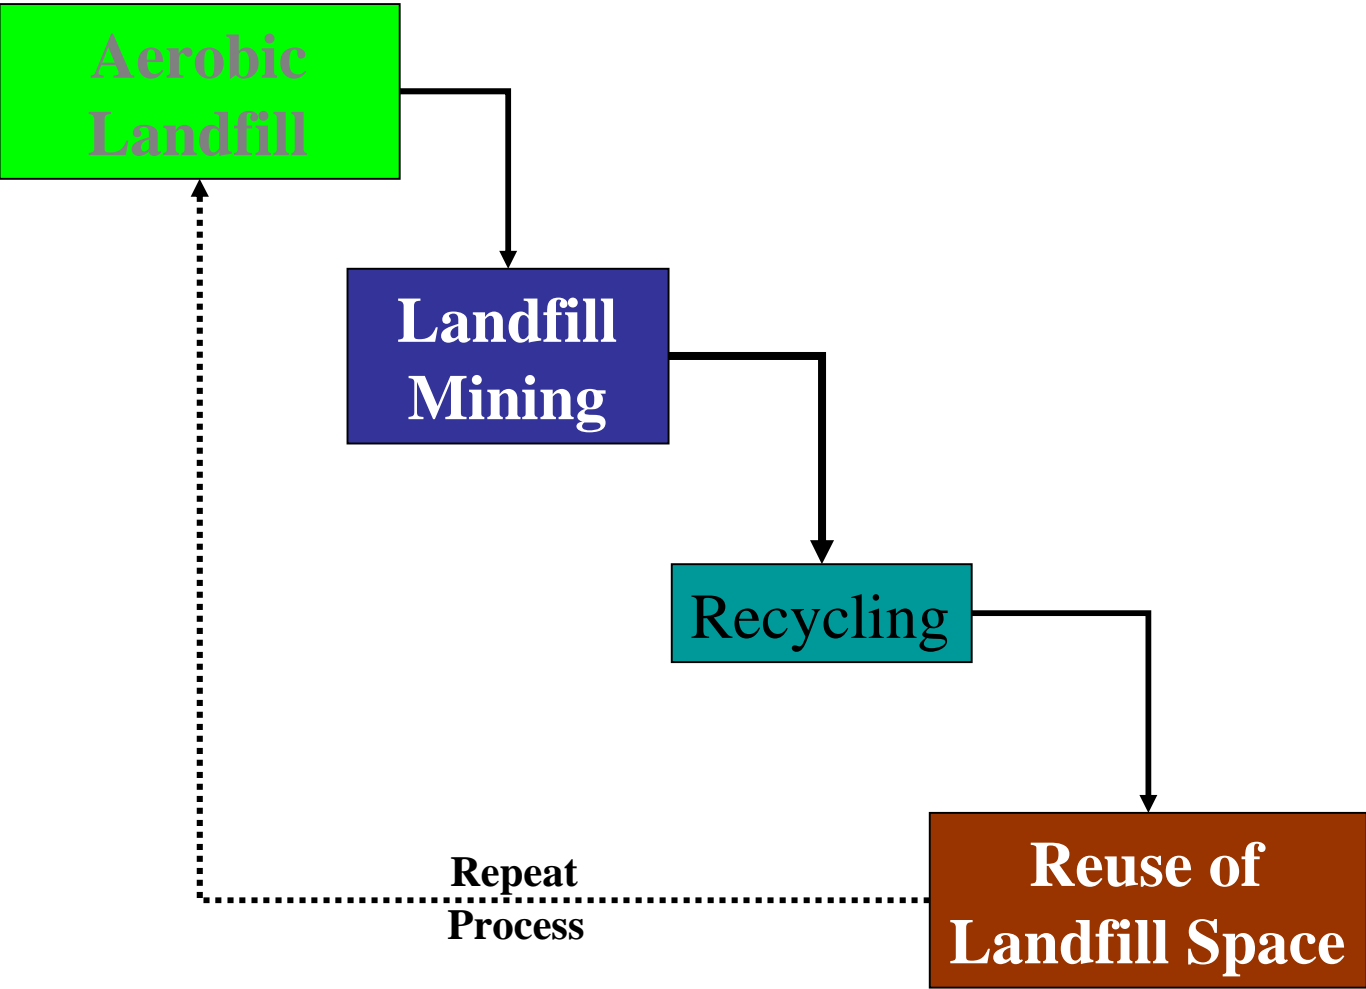 Aerobic
Landfill
Landfill
Mining
Recycling
Reuse of
Landfill Space
Repeat
Process